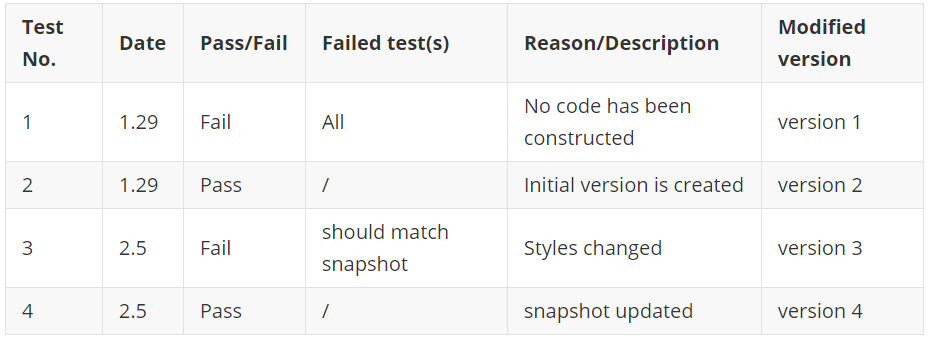 Test No. Date Pass/Fail Failed test(s) Reason/Description Modified version
1 1.29 Fail All No code has been constructed version 1
2 1.29 Pass / Initial version is created version 2
3 2.5 Fail should match snapshot Styles changed version 3
4 2.5 Pass / snapshot updated version 4